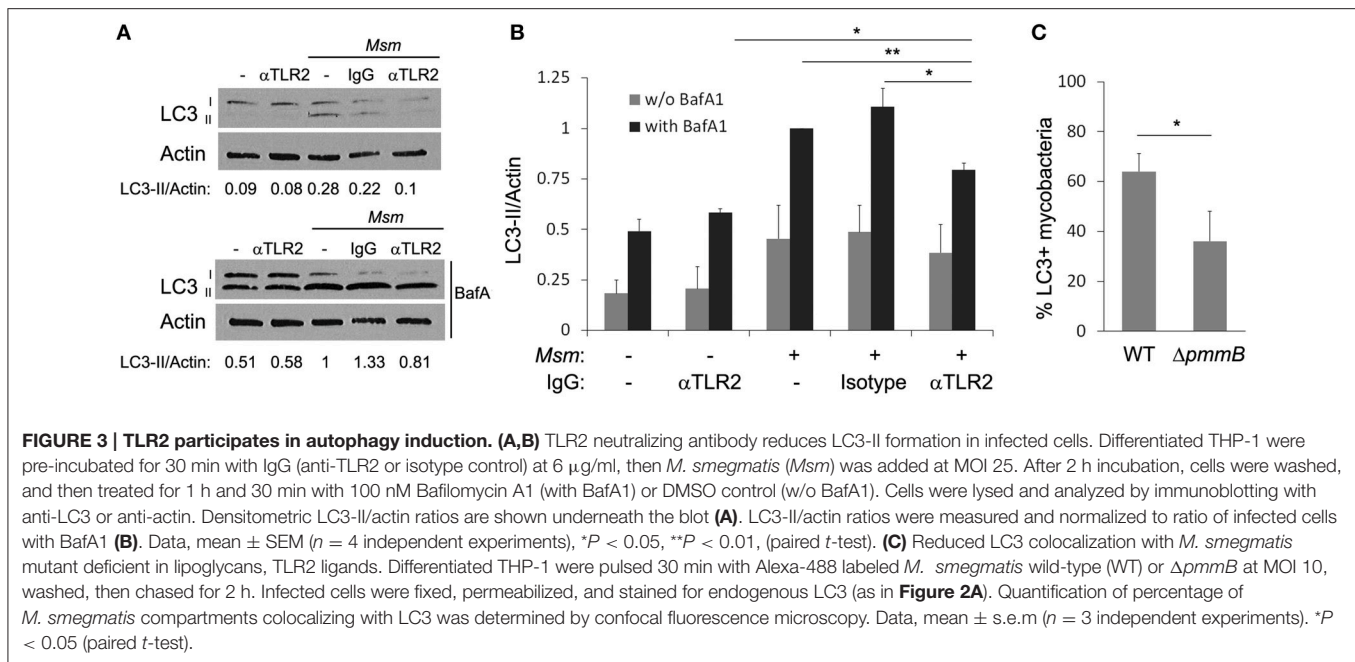 A
Msm
- αTLR2 - IgG αTLR2
LC3 I
II
Actin
LC3-II/Actin: 0.09 0.08 0.28 0.22 0.1
Msm
- αTLR2 - IgG αTLR2
LC3 I
II
BafA
Actin
LC3-II/Actin: 0.51 0.58 1 1.33 0.81
B
*
**
*
LC3-II/Actin
1.25
1
0.75
0.5
0.25
0
w/o BafA1
with BafA1
Msm: - - + + +
IgG: - αTLR2 - Isotype αTLR2
C
% LC3+ mycobacteria
100
80
60
40
20
0
*
WT ΔpmmB
FIGURE 3 | TLR2 participates in autophagy induction. (A,B) TLR2 neutralizing antibody reduces LC3-II formation in infected cells. Differentiated THP-1 were
pre-incubated for 30 min with IgG (anti-TLR2 or isotype control) at 6 μg/ml, then M. smegmatis (Msm) was added at MOI 25. After 2 h incubation, cells were washed,
and then treated for 1 h and 30 min with 100 nM Bafilomycin A1 (with BafA1) or DMSO control (w/o BafA1). Cells were lysed and analyzed by immunoblotting with
anti-LC3 or anti-actin. Densitometric LC3-II/actin ratios are shown underneath the blot (A). LC3-II/actin ratios were measured and normalized to ratio of infected cells
with BafA1 (B). Data, mean ± SEM (n = 4 independent experiments), *P < 0.05, **P < 0.01, (paired t-test). (C) Reduced LC3 colocalization with M. smegmatis
mutant deficient in lipoglycans, TLR2 ligands. Differentiated THP-1 were pulsed 30 min with Alexa-488 labeled M. smegmatis wild-type (WT) or ΔpmmB at MOI 10,
washed, then chased for 2 h. Infected cells were fixed, permeabilized, and stained for endogenous LC3 (as in Figure 2A). Quantification of percentage of
M. smegmatis compartments colocalizing with LC3 was determined by confocal fluorescence microscopy. Data, mean ± s.e.m (n = 3 independent experiments). *P
< 0.05 (paired t-test).